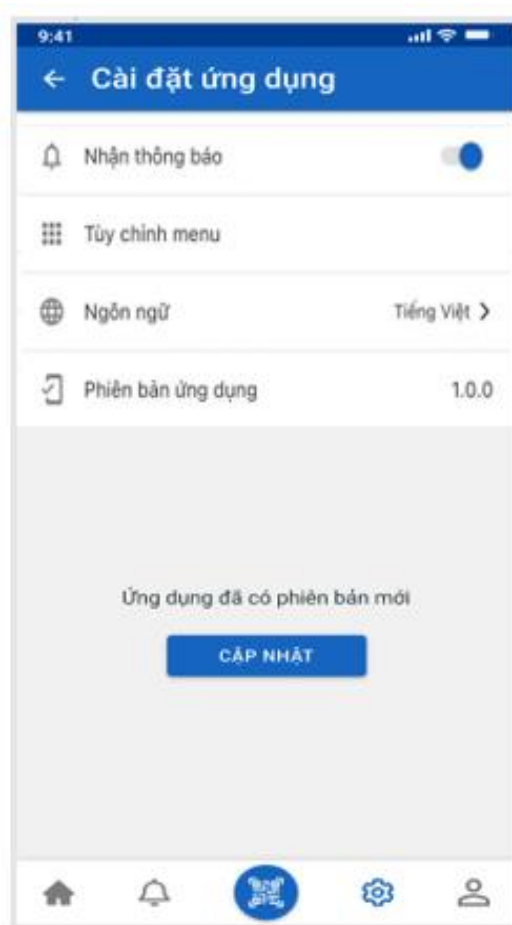 9:41
Cài đặt ứng dụng
Nhận thông báo
Tùy chỉnh menu
Ngôn ngữ Tiếng Việt
Phiên bản ứng dụng 1.0.0
Ứng dụng đã có phiên bản mới
CẬP NHẬT